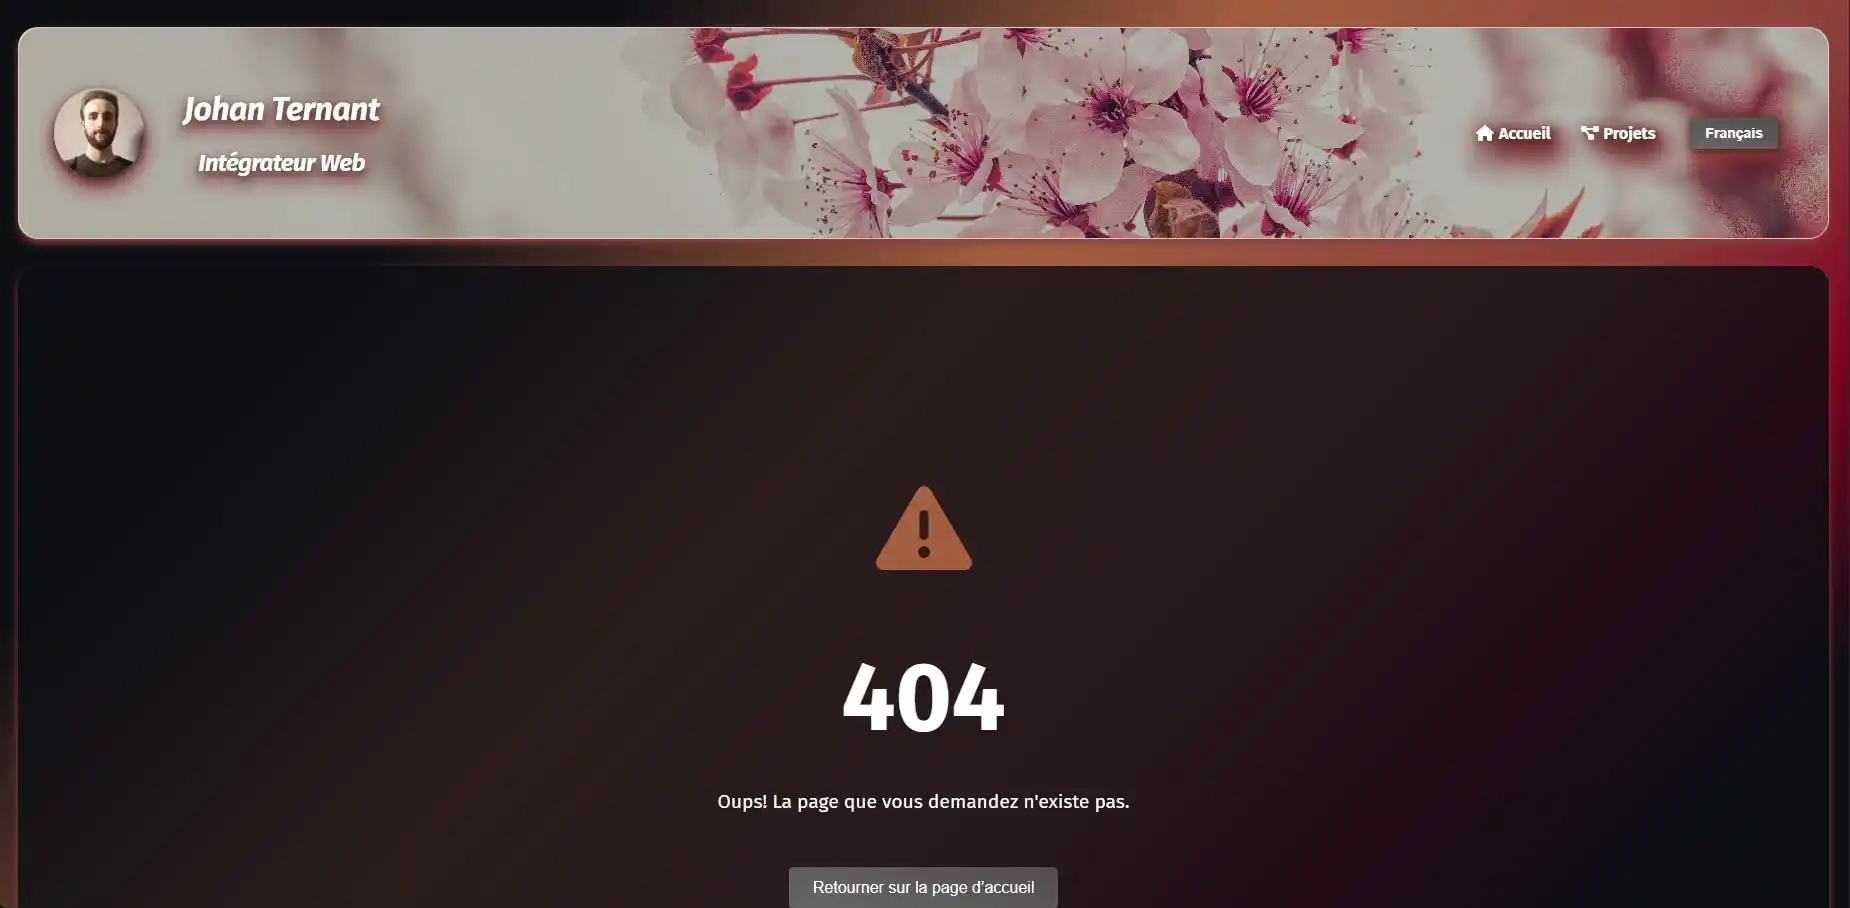 Johan Ternant
Intégrateur Web
Accueil
Projets
Français
404
Oups! La page que vous demandez n'existe pas.
Retourner sur la page d'accueil